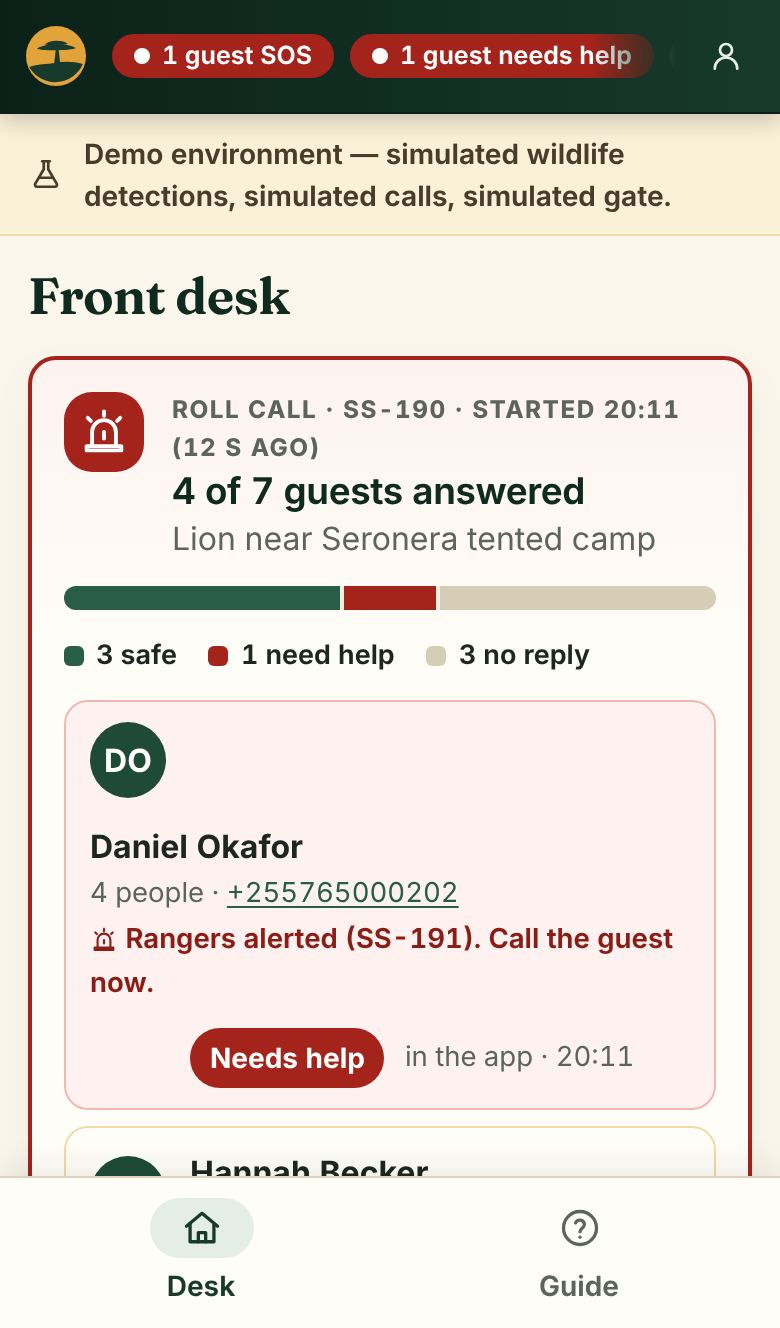 1 guest SOS
1 guest needs help
Demo environment — simulated wildlife
detections, simulated calls, simulated gate.
Front desk
ROLL CALL · SS-190 · STARTED 20:11
(12 S AGO)
4 of 7 guests answered
Lion near Seronera tented camp
3 safe
1 need help
3 no reply
DO
Daniel Okafor
4 people · +255765000202
Rangers alerted (SS-191). Call the guest
now.
Needs help
in the app · 20:11
Hannah Becker
Desk
Guide